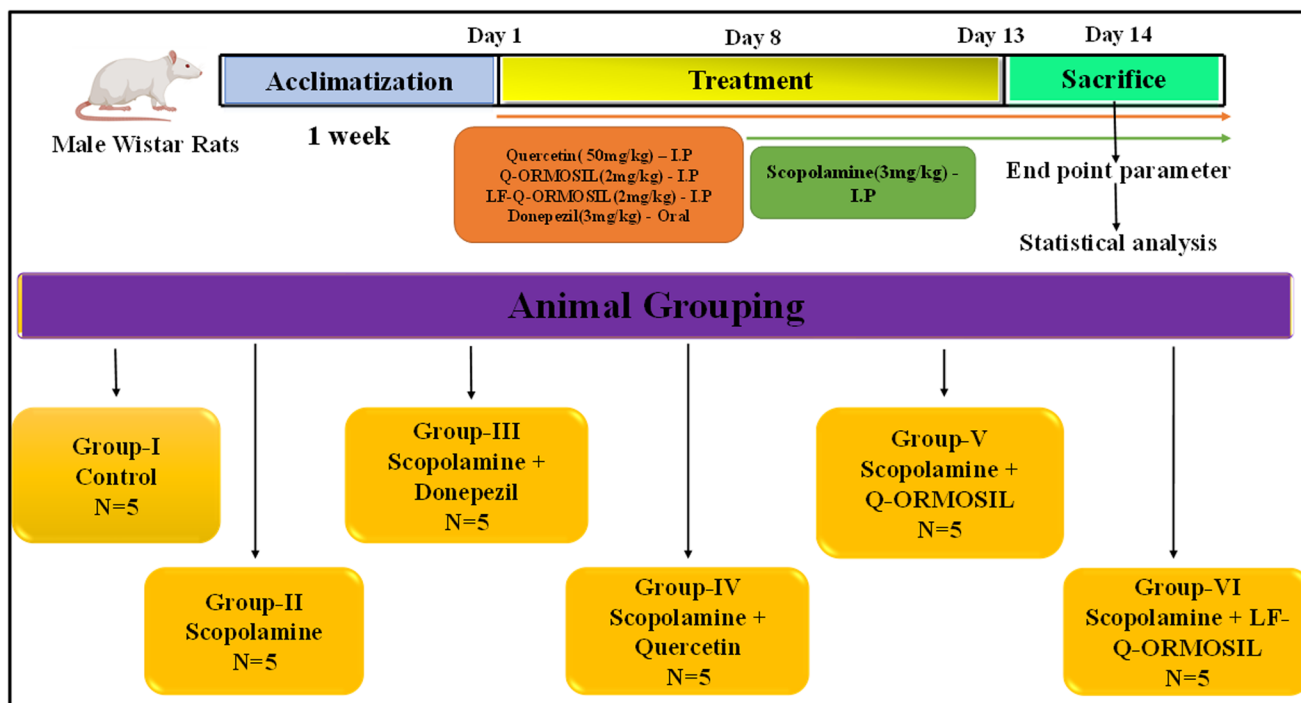 Day 1
Day 8
Day 13
Day 14
Acclimatization
Treatment
Sacrifice
Male Wistar Rats
1 week
Quercetin( 50mg/kg) – I.P
Q-ORMOSIL(2mg/kg) - I.P
LF-Q-ORMOSIL(2mg/kg) - I.P
Donepezil(3mg/kg) - Oral
Scopolamine(3mg/kg) -
I.P
End point parameter
Statistical analysis
Animal Grouping
Group-I
Control
N=5
Group-II
Scopolamine
N=5
Group-III
Scopolamine +
Donepezil
N=5
Group-IV
Scopolamine +
Quercetin
N=5
Group-V
Scopolamine +
Q-ORMOSIL
N=5
Group-VI
Scopolamine + LF-
Q-ORMOSIL
N=5